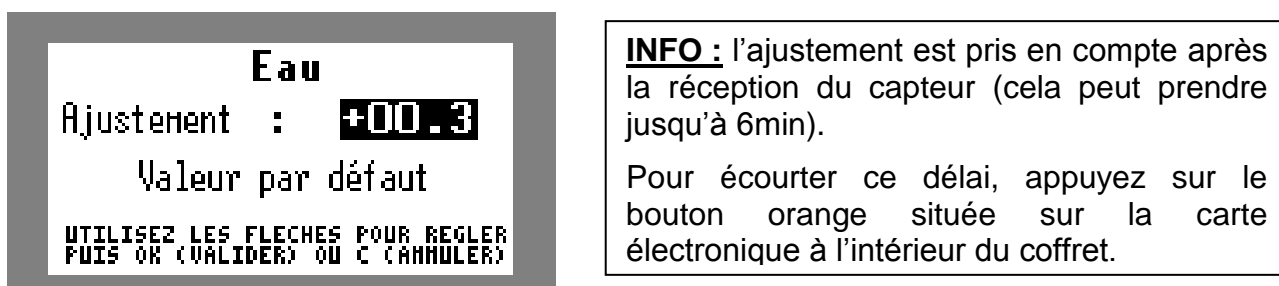 Eau
Ajustement : +00.3
Valeur par défaut
UTILISEZ LES FLECHES POUR REGLER
PUIS OK (VALIDER) OU C (ANNULER)
INFO : l’ajustement est pris en compte après
la réception du capteur (cela peut prendre
jusqu’à 6min).
Pour écourter ce délai, appuyez sur le
bouton orange située sur la carte
électronique à l’intérieur du coffret.